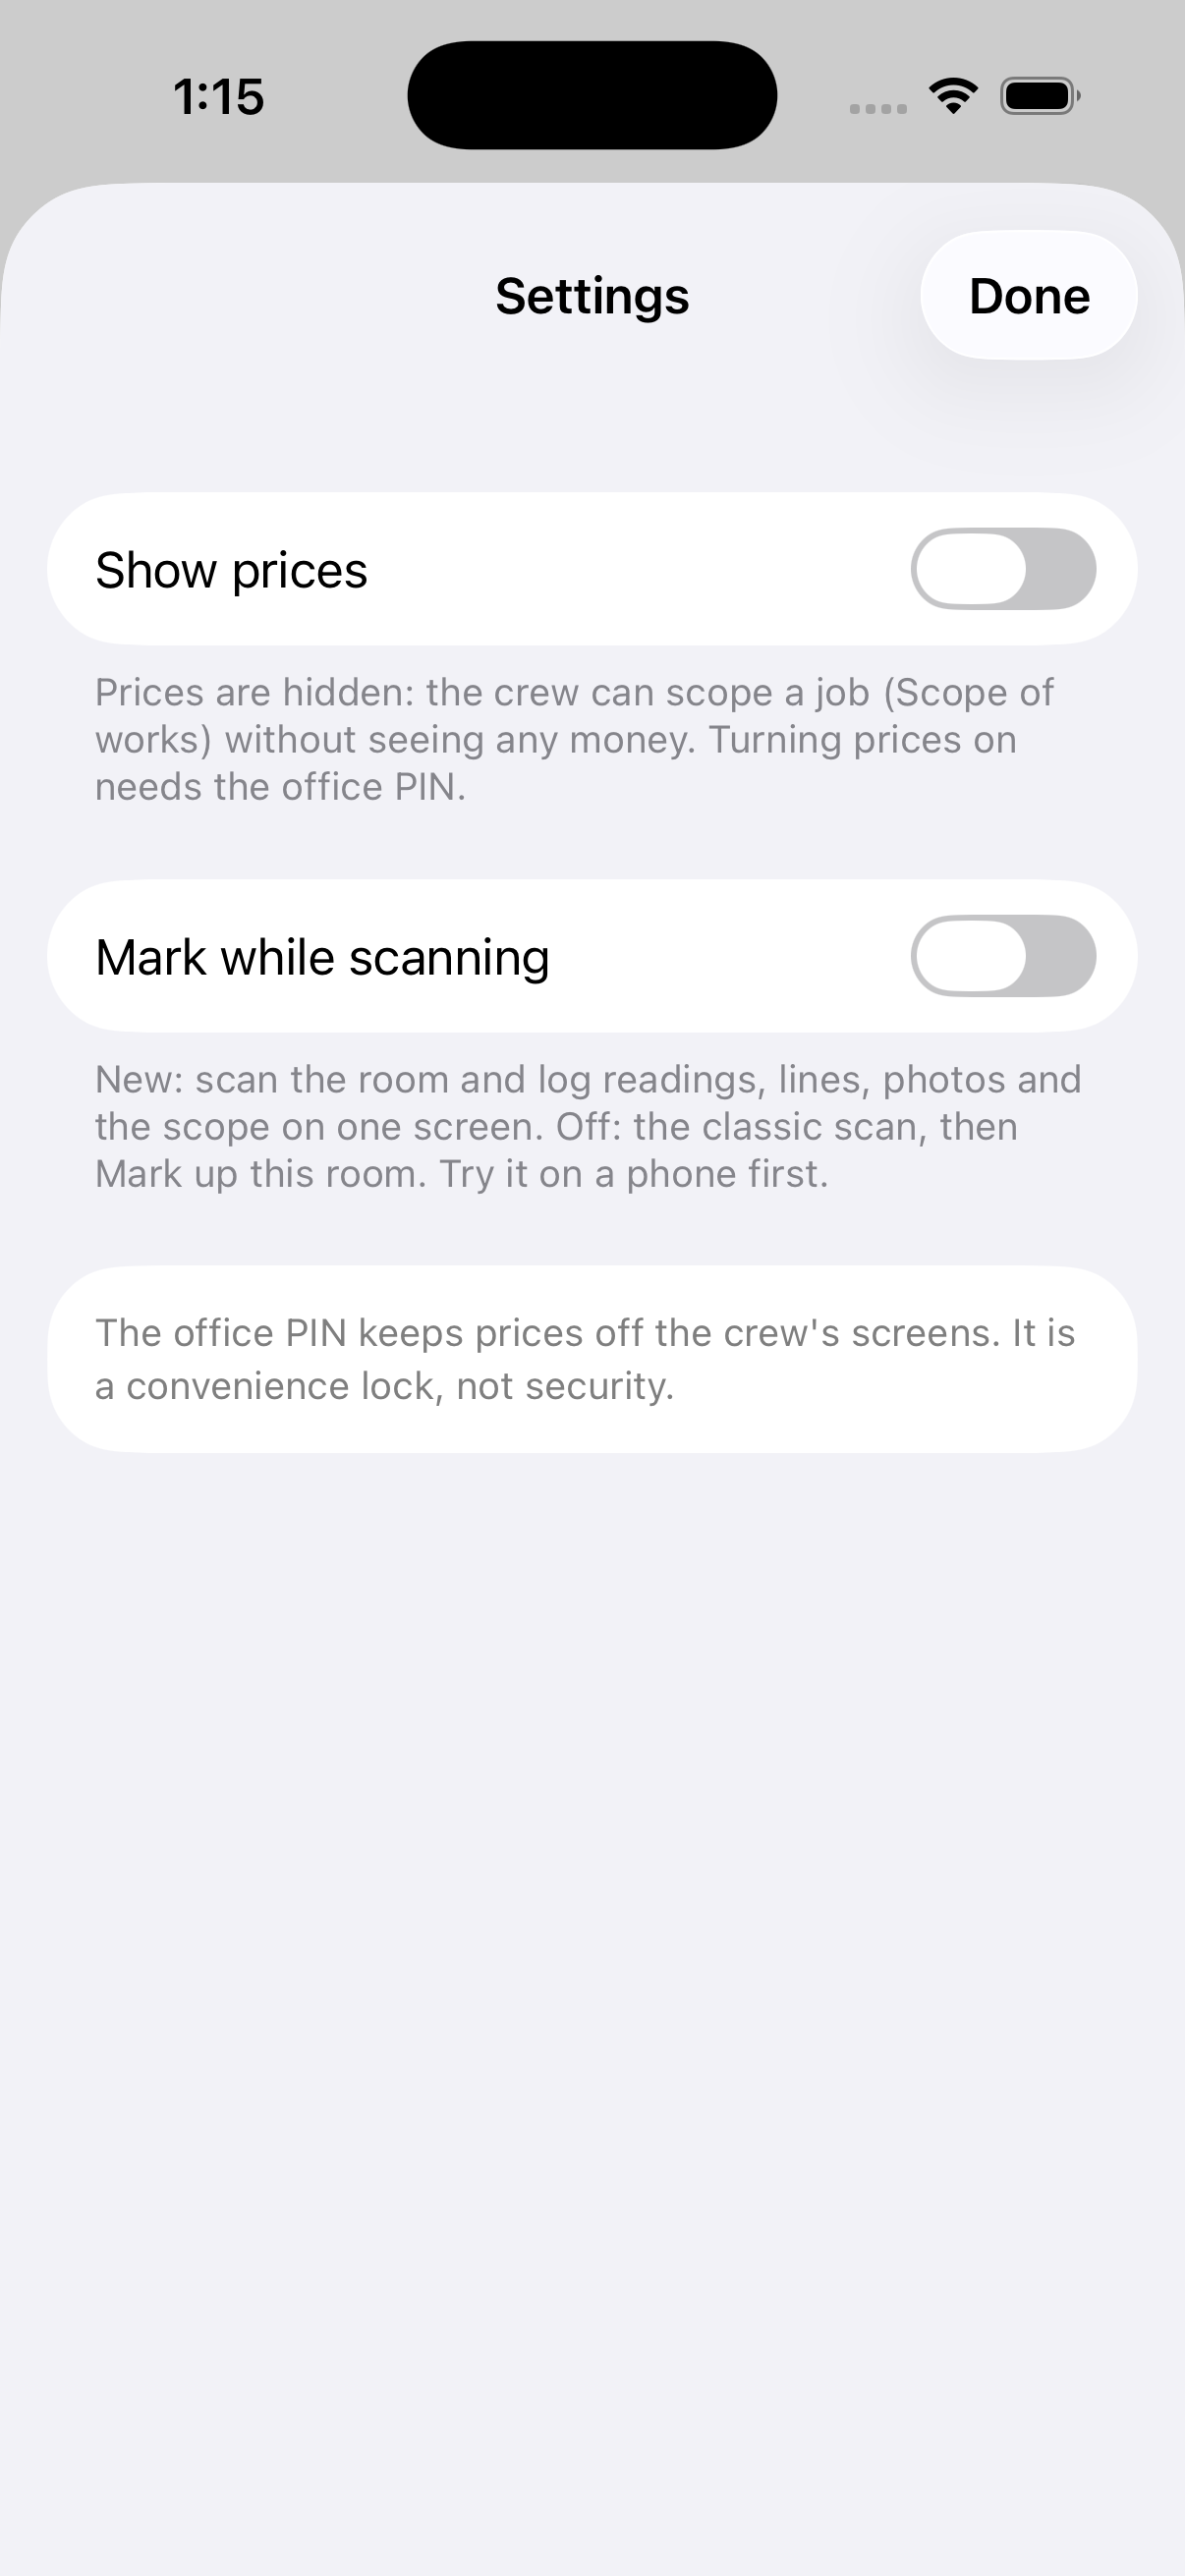 1:15
Settings
Done
Show prices
Prices are hidden: the crew can scope a job (Scope of
works) without seeing any money. Turning prices on
needs the office PIN.
Mark while scanning
New: scan the room and log readings, lines, photos and
the scope on one screen. Off: the classic scan, then
Mark up this room. Try it on a phone first.
The office PIN keeps prices off the crew's screens. It is
a convenience lock, not security.